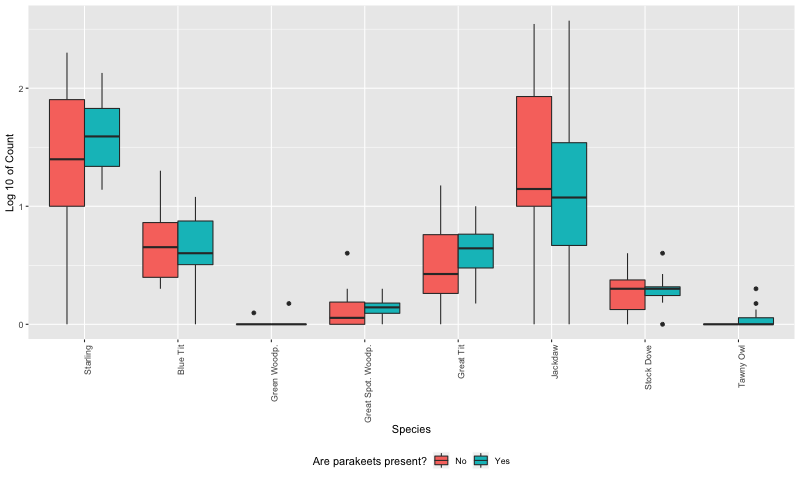 Log 10 of Count
2
1
0
Starling
Blue Tit
Green Woodp.
Great Spot. Woodp.
Great Tit
Jackdaw
Stock Dove
Tawny Owl
Species
Are parakeets present? No Yes